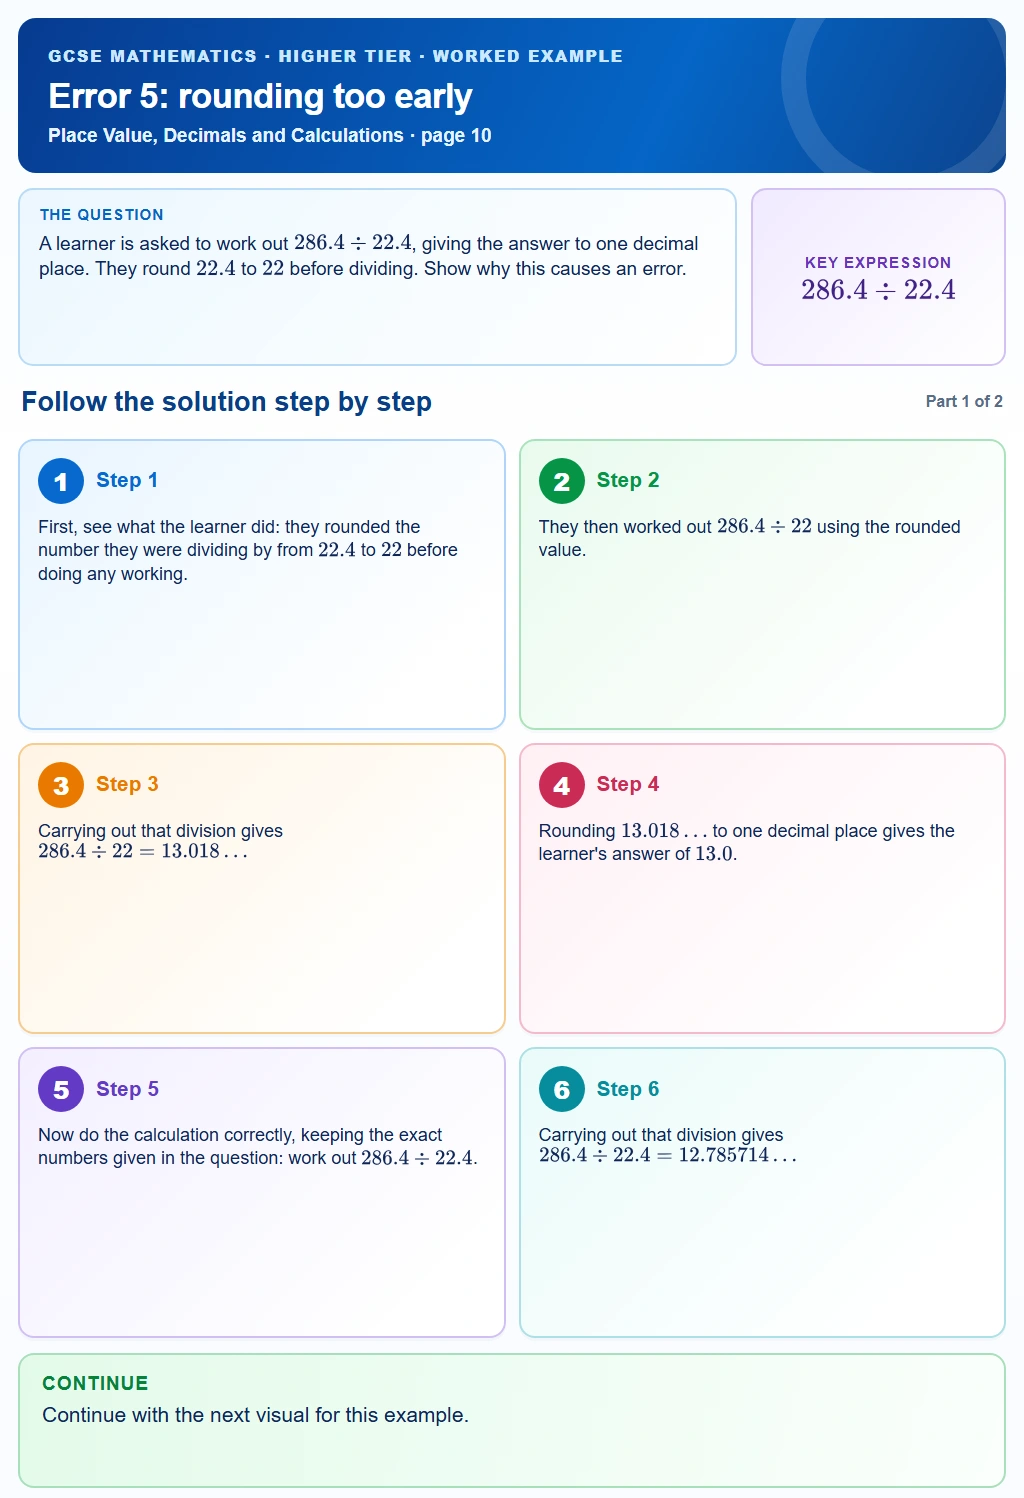 GCSE MATHEMATICS · HIGHER TIER · WORKED EXAMPLE
Error 5: rounding too early
Place Value, Decimals and Calculations · page 10
THE QUESTION
A learner is asked to work out 286.4 ÷ 22.4, giving the answer to one decimal
place. They round 22.4 to 22 before dividing. Show why this causes an error.
KEY EXPRESSION
286.4 ÷ 22.4
Follow the solution step by step
Part 1 of 2
1 Step 1
First, see what the learner did: they rounded the
number they were dividing by from 22.4 to 22 before
doing any working.
2 Step 2
They then worked out 286.4 ÷ 22 using the rounded
value.
3 Step 3
Carrying out that division gives
286.4 ÷ 22 = 13.018 . . .
4 Step 4
Rounding 13.018 . . . to one decimal place gives the
learner's answer of 13.0.
5 Step 5
Now do the calculation correctly, keeping the exact
numbers given in the question: work out 286.4 ÷ 22.4.
6 Step 6
Carrying out that division gives
286.4 ÷ 22.4 = 12.785714 . . .
CONTINUE
Continue with the next visual for this example.